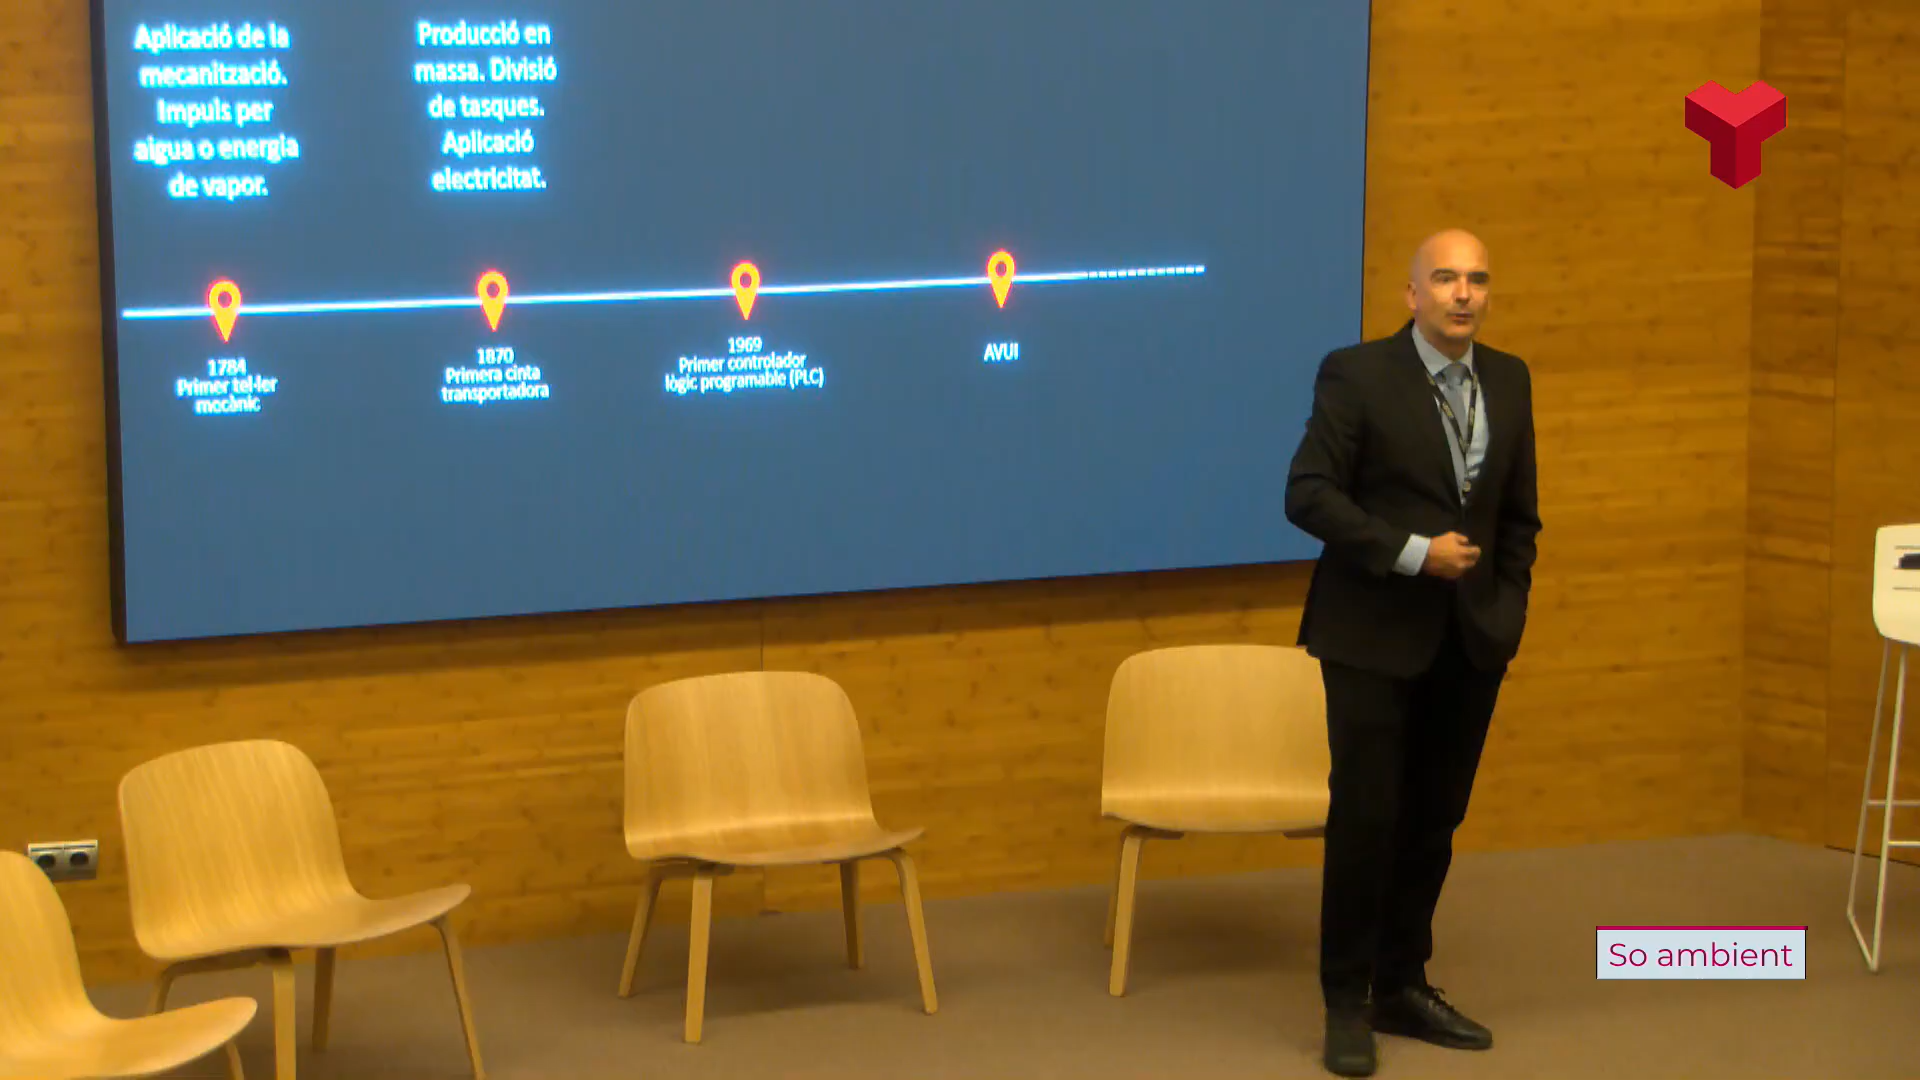 Aplicació de la
mecanització.
Impuls per
aigua o energia
de vapor.
Producció en
massa. Divisió
de tasques.
Aplicació
electricitat.
1784
Primer tel·ler
mecànic
1870
Primera cinta
transportadora
1969
Primer controlador
lògic programable (PLC)
AVUI
So ambient